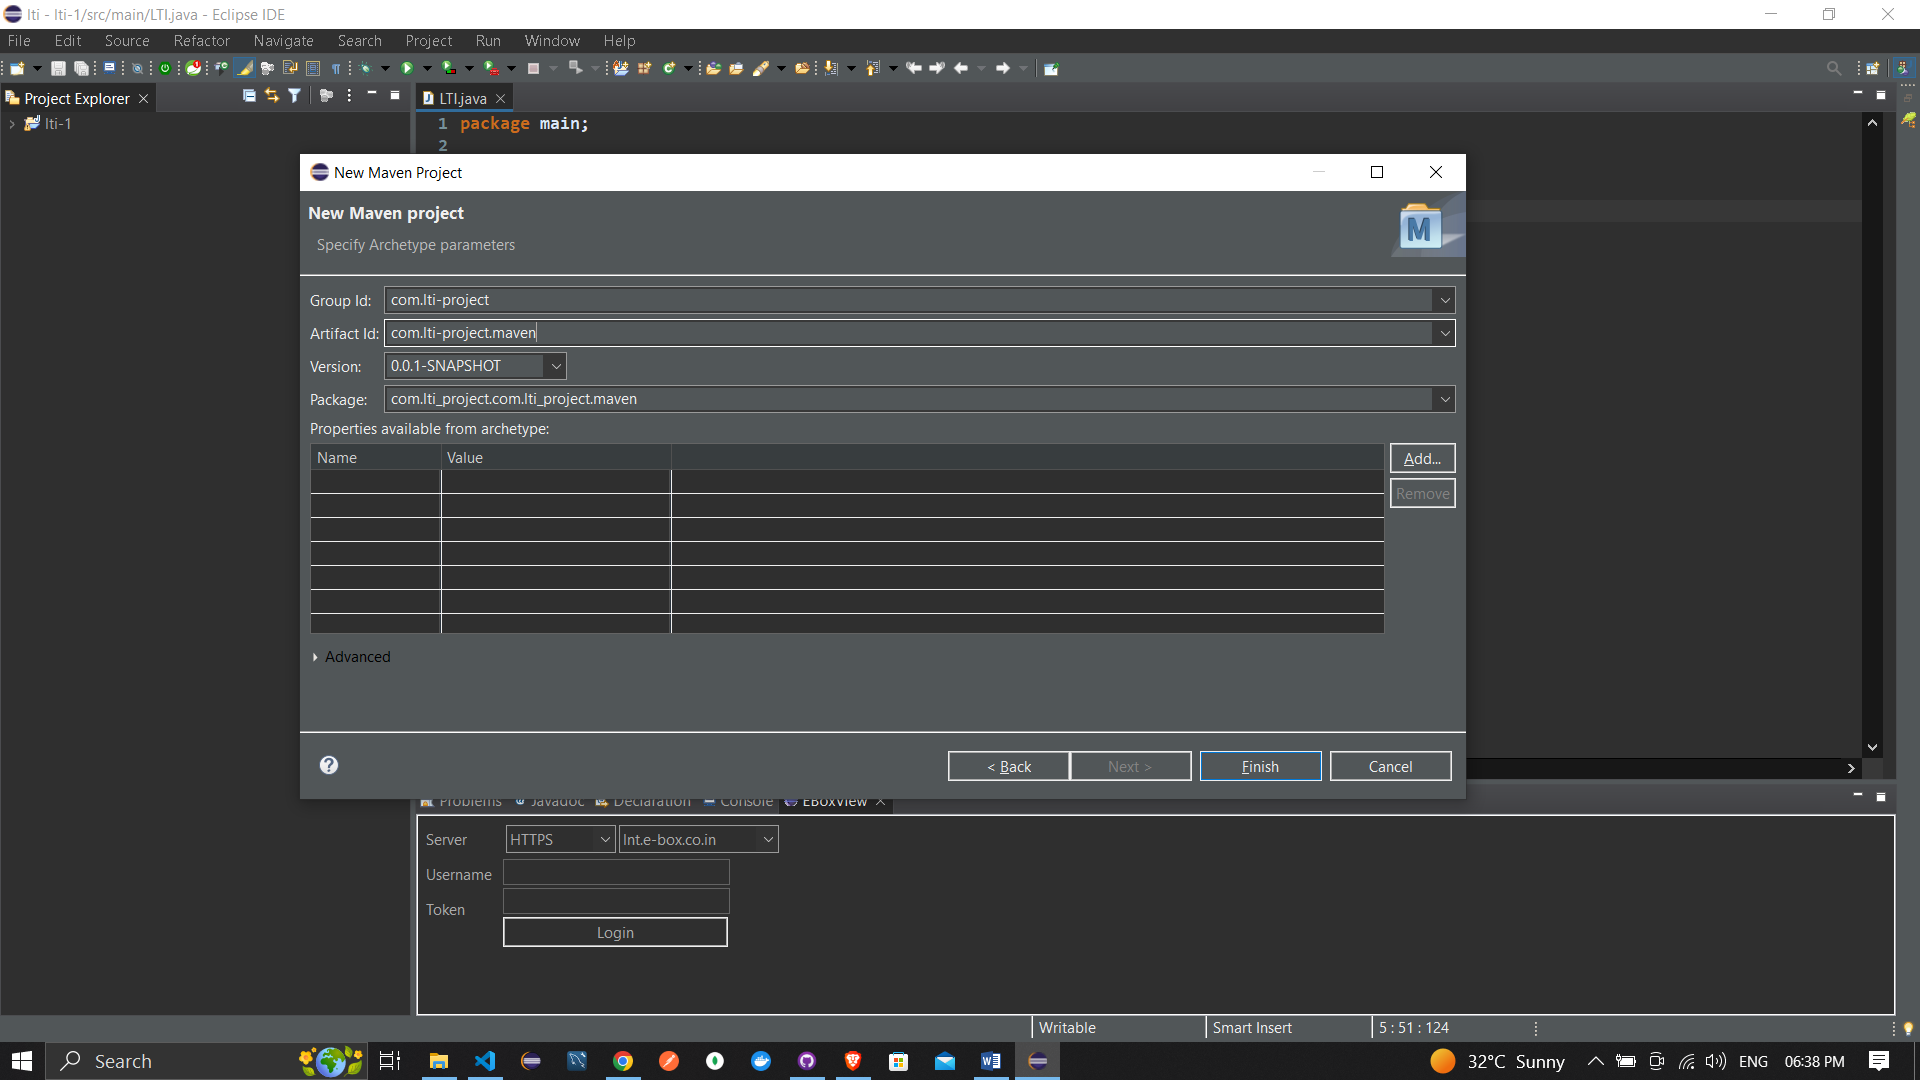 lti - lti-1/src/main/LTI.java - Eclipse IDE
File Edit Source Refactor Navigate Search Project Run Window Help
Project Explorer
LTI.java
lti-1
1 package main;
2
New Maven Project
New Maven project
Specify Archetype parameters
M
Group Id: com.lti-project
Artifact Id: com.lti-project.maven
Version: 0.0.1-SNAPSHOT
Package: com.lti_project.com.lti_project.maven
Properties available from archetype:
Name Value
Add...
Remove
Advanced
< Back Next > Finish Cancel
Problems Javadoc Declaration Console EBoxView
Server HTTPS Int.e-box.co.in
Username
Token
Login
Writable Smart Insert 5 : 51 : 124
Search 32°C Sunny ENG 06:38 PM